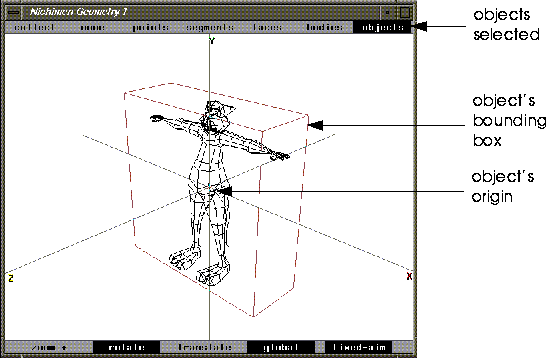 Nichimen Geometry 1
collect none points segments faces bodies objects
objects
selected
Y
object's
bounding
box
object's
origin
Z
X
zoom + rotate translate global fixed-aim